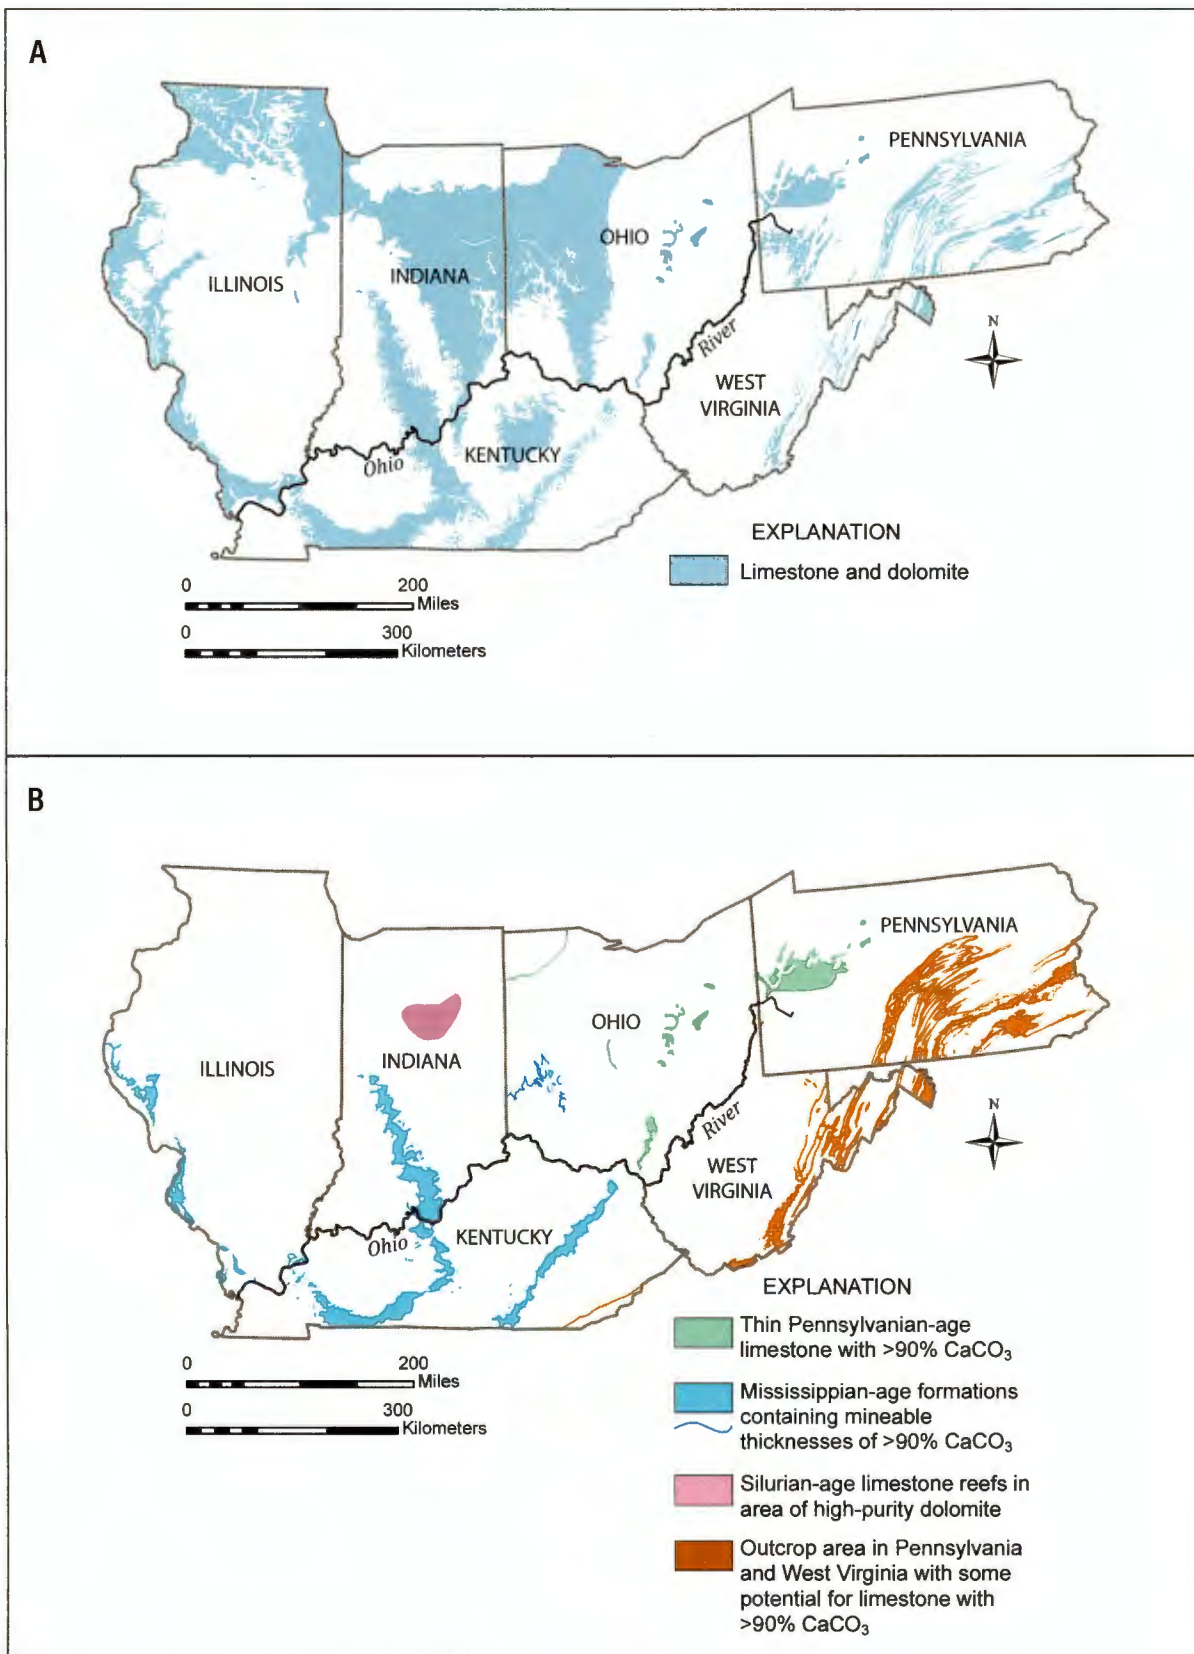 A
PENNSYLVANIA
OHIO
ILLINOIS
INDIANA
River
N
WEST
VIRGINIA
KENTUCKY
Ohio
EXPLANATION
Limestone and dolomite
0 200
Miles
0 300
Kilometers
B
PENNSYLVANIA
OHIO
ILLINOIS
INDIANA
River
N
WEST
VIRGINIA
KENTUCKY
Ohio
EXPLANATION
Thin Pennsylvanian-age
limestone with >90% CaCO₃
Mississippian-age formations
containing mineable
thicknesses of >90% CaCO₃
Silurian-age limestone reefs in
area of high-purity dolomite
Outcrop area in Pennsylvania
and West Virginia with some
potential for limestone with
>90% CaCO₃
0 200
Miles
0 300
Kilometers